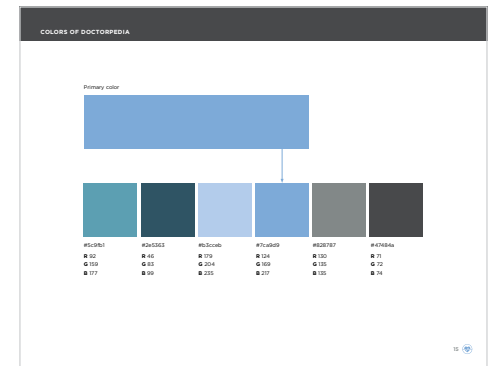 COLORS OF DOCTORPEDIA
Primary color
#5c9fb1 #2e5363 #b3cceb #7ca9d9 #828787 #47484a
R 92 R 46 R 179 R 124 R 130 R 71
G 159 G 83 G 204 G 169 G 135 G 72
B 177 B 99 B 235 B 217 B 135 B 74
15